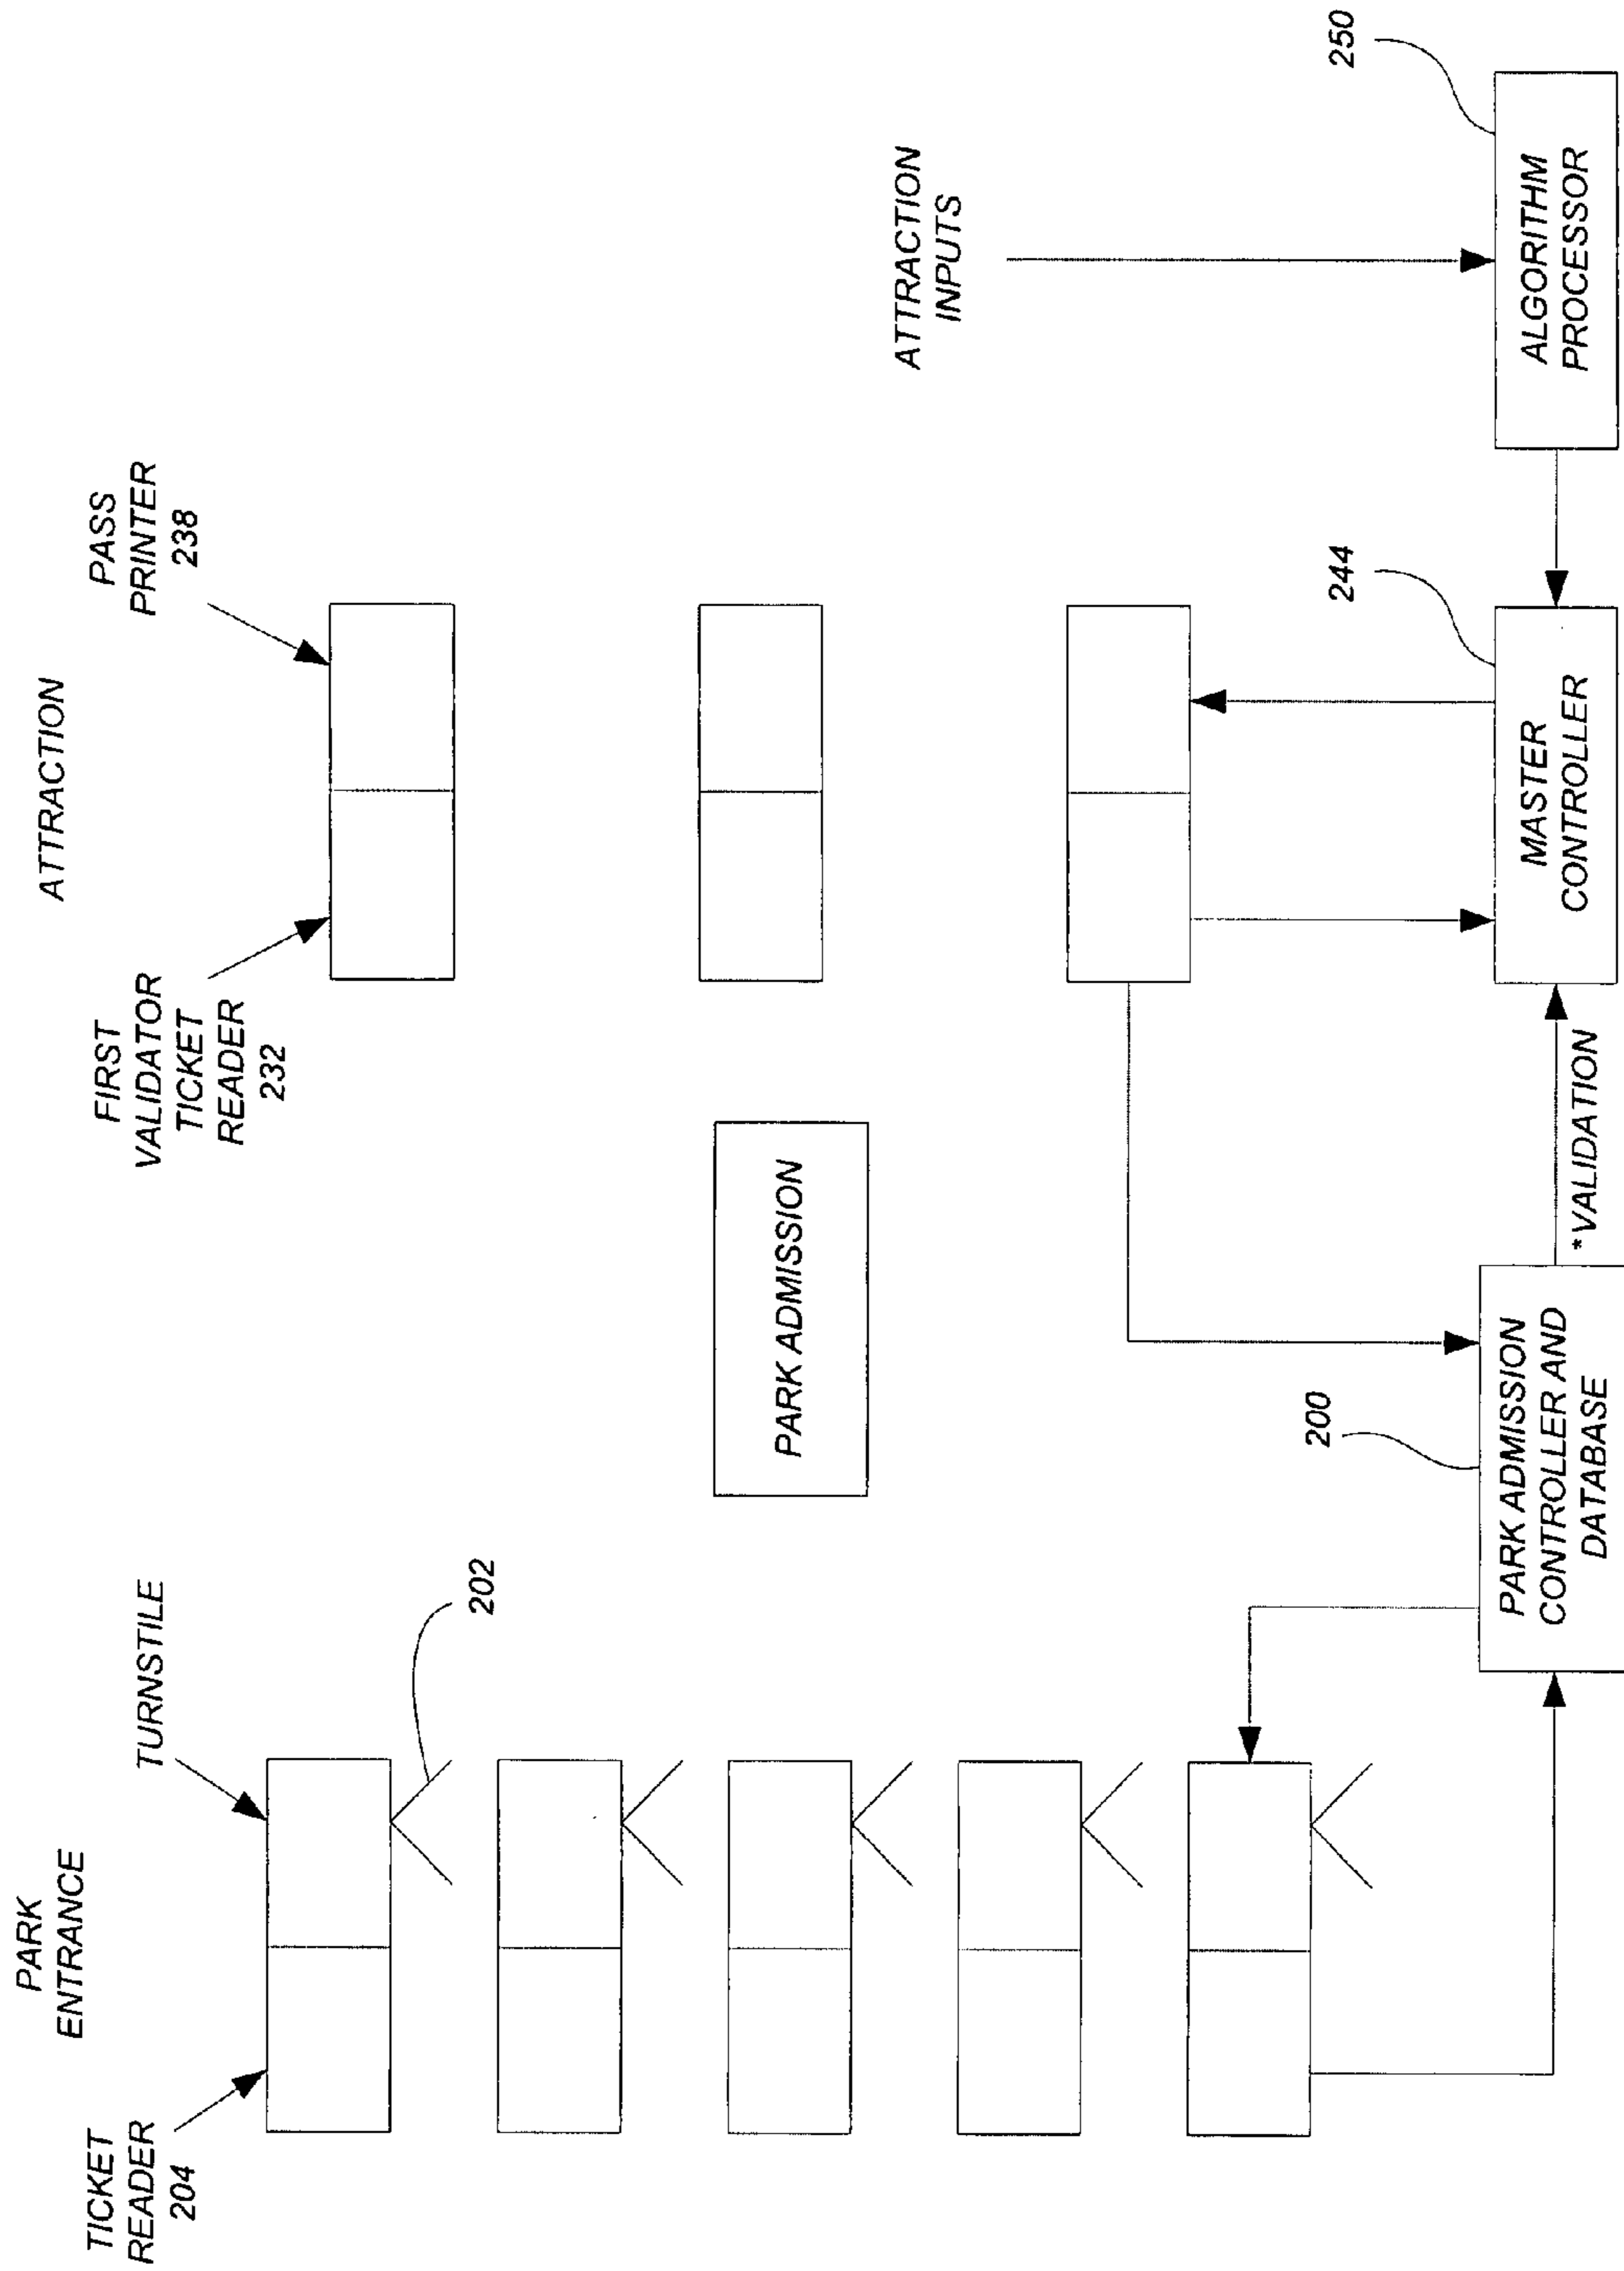 PARK
ENTRANCE
TICKET
READER
204
TURNSTILE
202
PARK ADMISSION
ATTRACTION
FIRST
VALIDATOR
TICKET
READER
232
PASS
PRINTER
238
ATTRACTION
INPUTS
200
PARK ADMISSION
CONTROLLER AND
DATABASE
*VALIDATION
244
MASTER
CONTROLLER
250
ALGORITHM
PROCESSOR